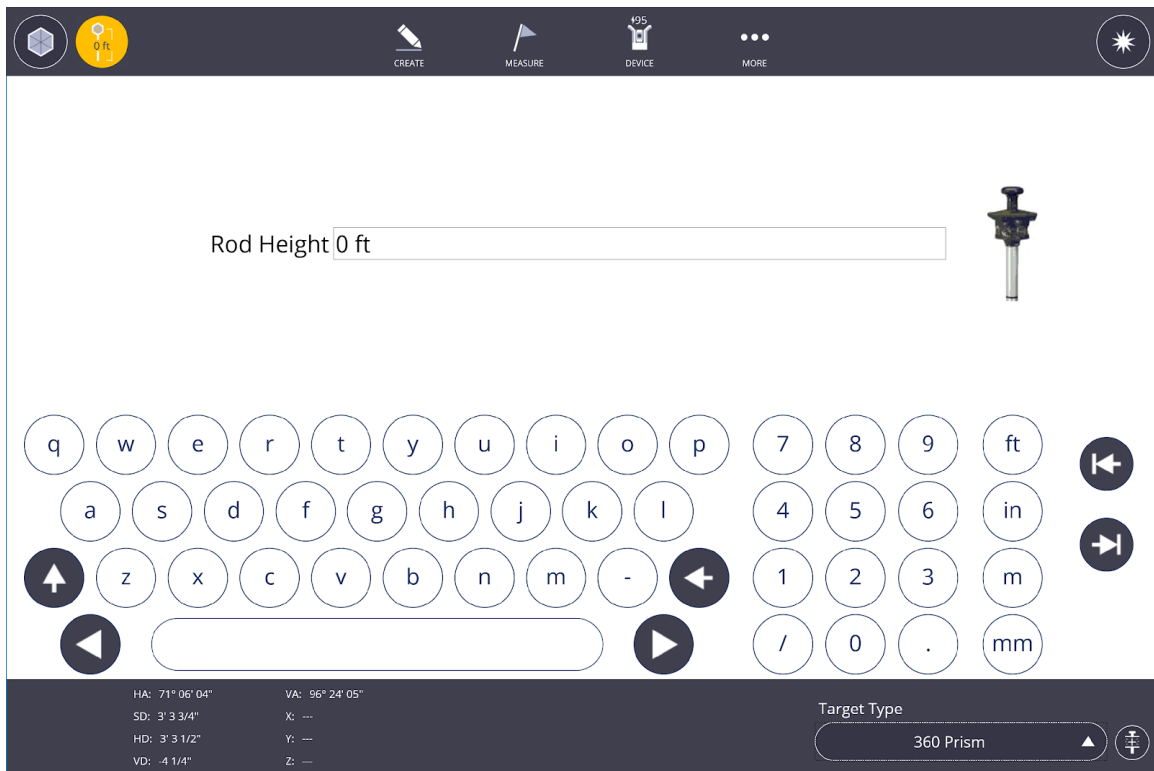 0 ft
95
CREATE
MEASURE
DEVICE
MORE
Rod Height 0 ft
q w e r t y u i o p 7 8 9 ft
a s d f g h j k l 4 5 6 in
z x c v b n m - 1 2 3 m
/ 0 . mm
HA: 71° 06' 04" VA: 96° 24' 05"
SD: 3' 3 3/4" X: ---
HD: 3' 3 1/2" Y: ---
VD: -4 1/4" Z: ---
Target Type
360 Prism